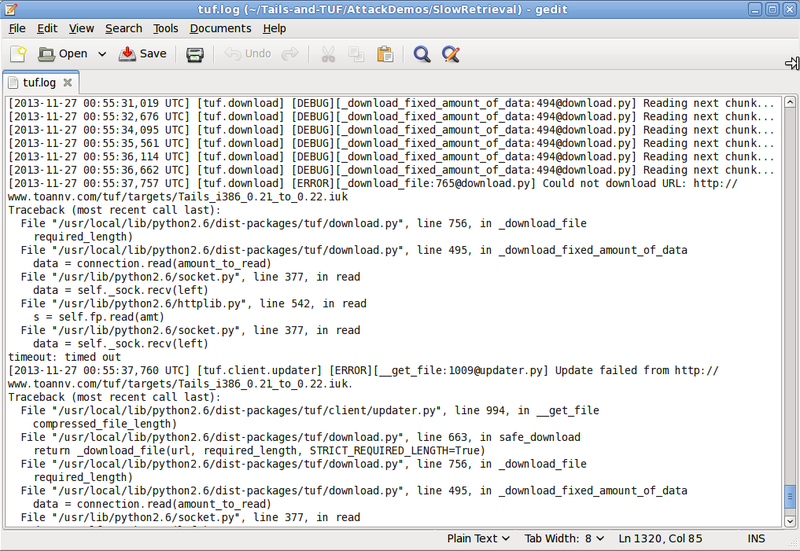 tuf.log (~/Tails-and-TUF/AttackDemos/SlowRetrieval) - gedit
File Edit View Search Tools Documents Help
Open Save Undo
tuf.log
[2013-11-27 00:55:31,019 UTC] [tuf.download] [DEBUG][_download_fixed_amount_of_data:494@download.py] Reading next chunk...
[2013-11-27 00:55:32,676 UTC] [tuf.download] [DEBUG][_download_fixed_amount_of_data:494@download.py] Reading next chunk...
[2013-11-27 00:55:34,095 UTC] [tuf.download] [DEBUG][_download_fixed_amount_of_data:494@download.py] Reading next chunk...
[2013-11-27 00:55:35,561 UTC] [tuf.download] [DEBUG][_download_fixed_amount_of_data:494@download.py] Reading next chunk...
[2013-11-27 00:55:36,114 UTC] [tuf.download] [DEBUG][_download_fixed_amount_of_data:494@download.py] Reading next chunk...
[2013-11-27 00:55:36,662 UTC] [tuf.download] [DEBUG][_download_fixed_amount_of_data:494@download.py] Reading next chunk...
[2013-11-27 00:55:37,757 UTC] [tuf.download] [ERROR][_download_file:765@download.py] Could not download URL: http://
www.toannv.com/tuf/targets/Tails_i386_0.21_to_0.22.iuk
Traceback (most recent call last):
  File "/usr/local/lib/python2.6/dist-packages/tuf/download.py", line 756, in _download_file
    required_length)
  File "/usr/local/lib/python2.6/dist-packages/tuf/download.py", line 495, in _download_fixed_amount_of_data
    data = connection.read(amount_to_read)
  File "/usr/lib/python2.6/socket.py", line 377, in read
    data = self._sock.recv(left)
  File "/usr/lib/python2.6/httplib.py", line 542, in read
    s = self.fp.read(amt)
  File "/usr/lib/python2.6/socket.py", line 377, in read
    data = self._sock.recv(left)
timeout: timed out
[2013-11-27 00:55:37,760 UTC] [tuf.client.updater] [ERROR][__get_file:1009@updater.py] Update failed from http://
www.toannv.com/tuf/targets/Tails_i386_0.21_to_0.22.iuk.
Traceback (most recent call last):
  File "/usr/local/lib/python2.6/dist-packages/tuf/client/updater.py", line 994, in __get_file
    compressed_file_length)
  File "/usr/local/lib/python2.6/dist-packages/tuf/download.py", line 663, in safe_download
    return _download_file(url, required_length, STRICT_REQUIRED_LENGTH=True)
  File "/usr/local/lib/python2.6/dist-packages/tuf/download.py", line 756, in _download_file
    required_length)
  File "/usr/local/lib/python2.6/dist-packages/tuf/download.py", line 495, in _download_fixed_amount_of_data
    data = connection.read(amount_to_read)
  File "/usr/lib/python2.6/socket.py", line 377, in read
Plain Text Tab Width: 8 Ln 1320, Col 85 INS